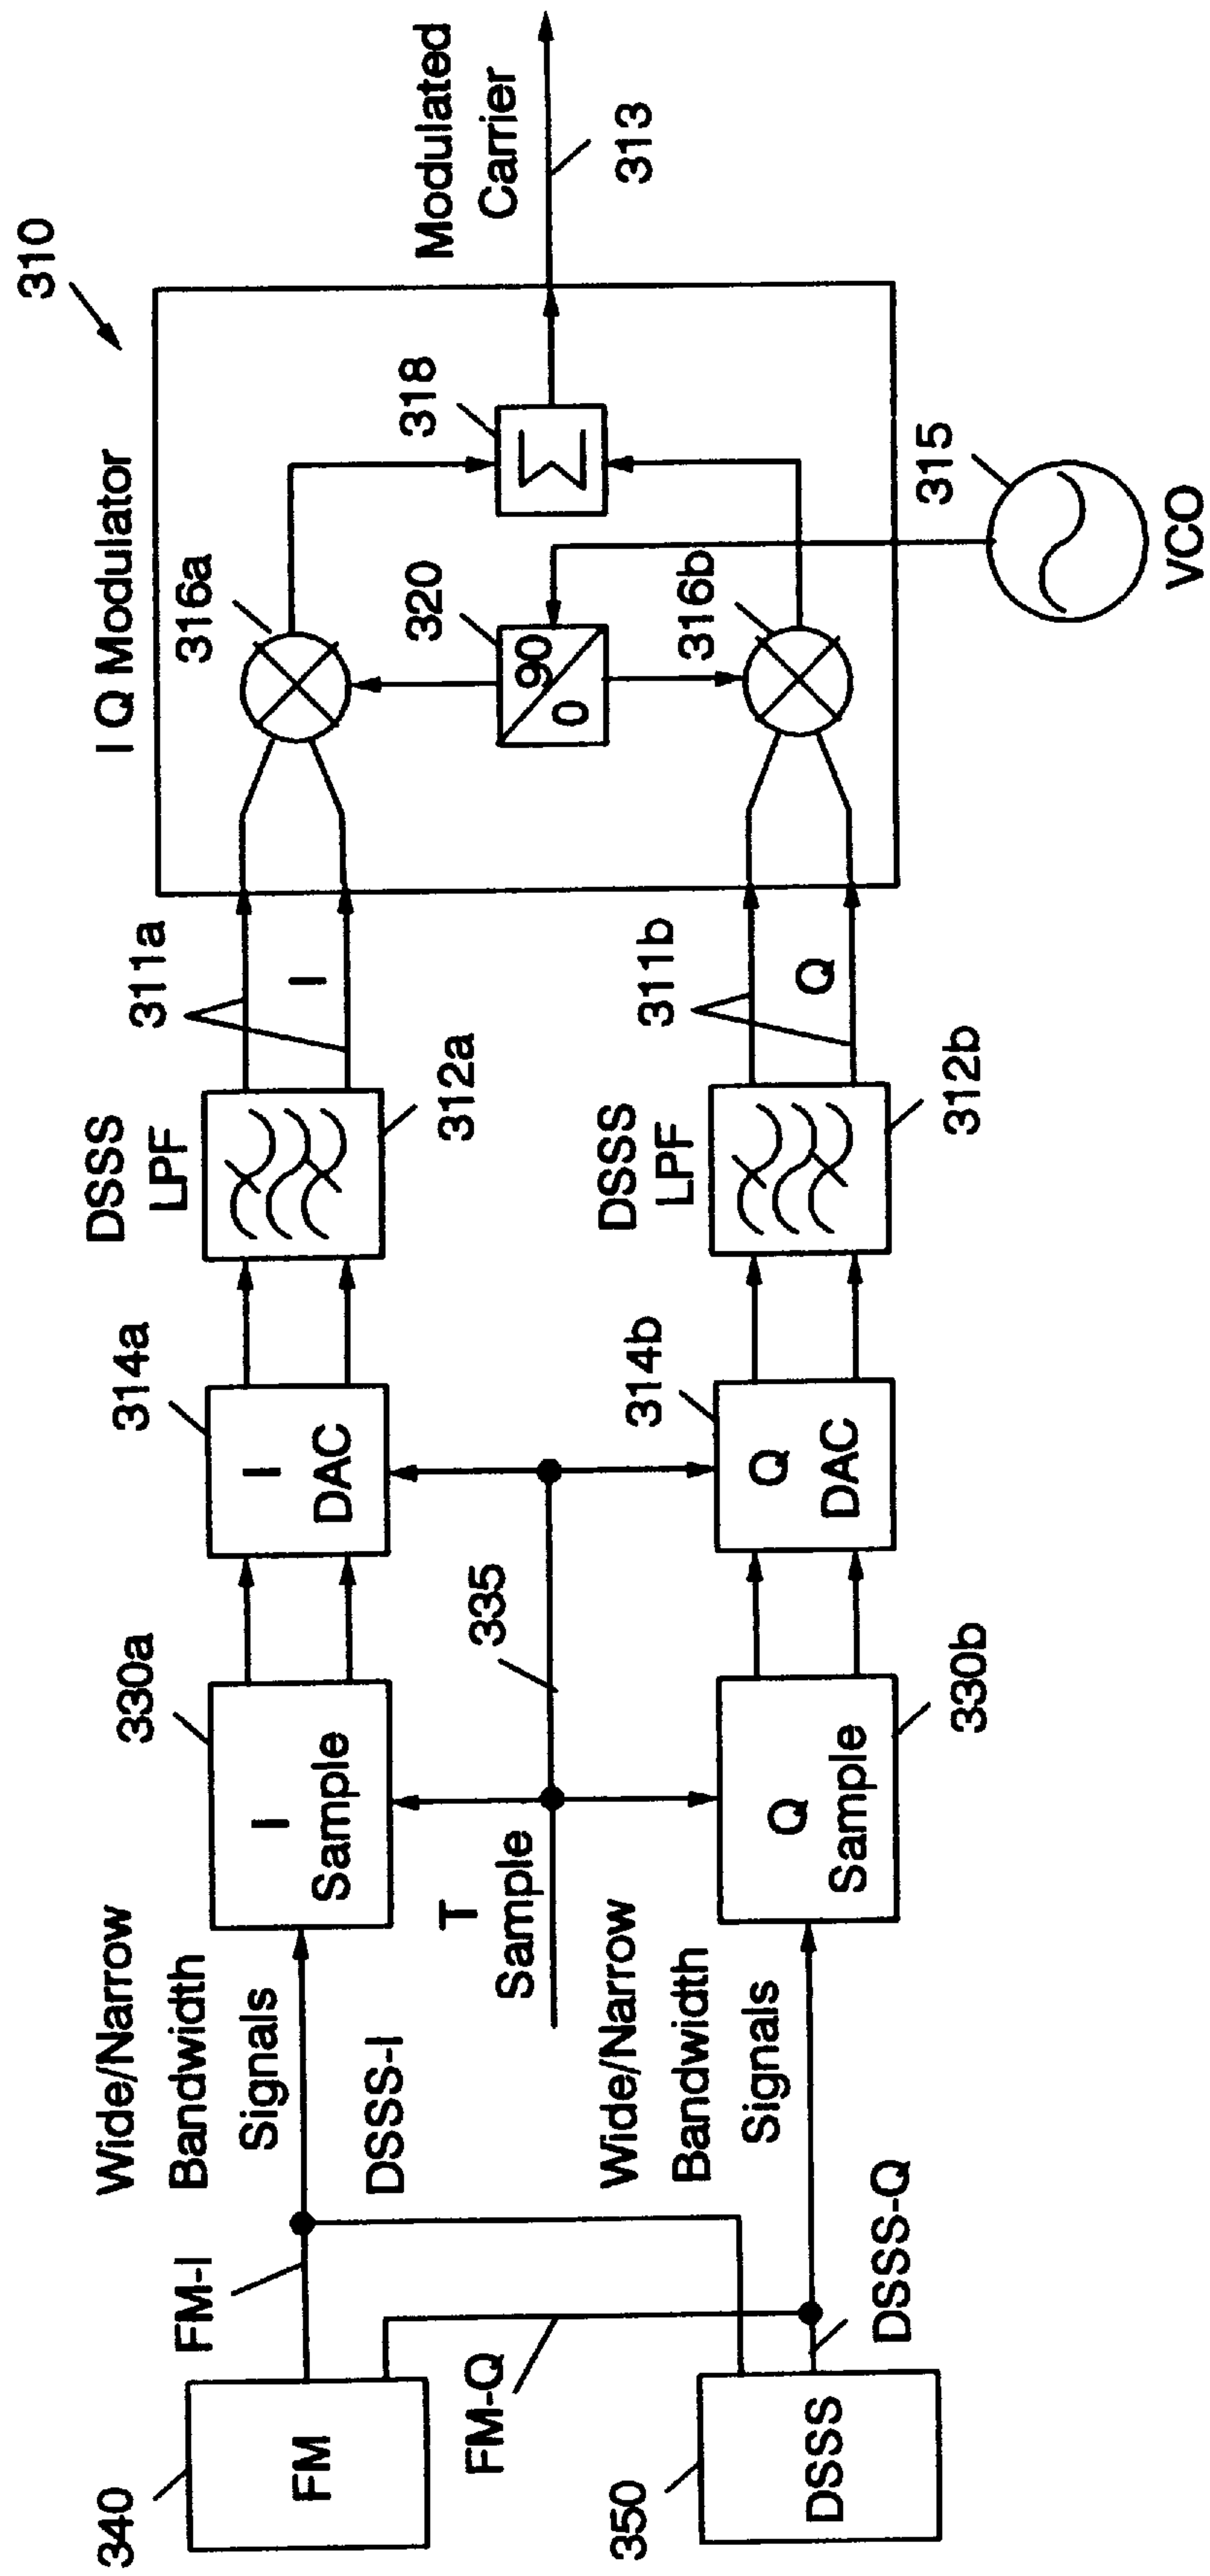 310
I Q Modulator
Modulated
Carrier
313
316a
318
Σ
320
90
0
316b
315
VCO
311a
I
311b
Q
DSSS
LPF
312a
DSSS
LPF
312b
314a
I
DAC
314b
Q
DAC
335
330a
I
Sample
330b
Q
Sample
T
Sample
Wide/Narrow
Bandwidth
Signals
DSSS-I
Wide/Narrow
Bandwidth
Signals
DSSS-Q
FM-I
FM-Q
340
FM
350
DSSS